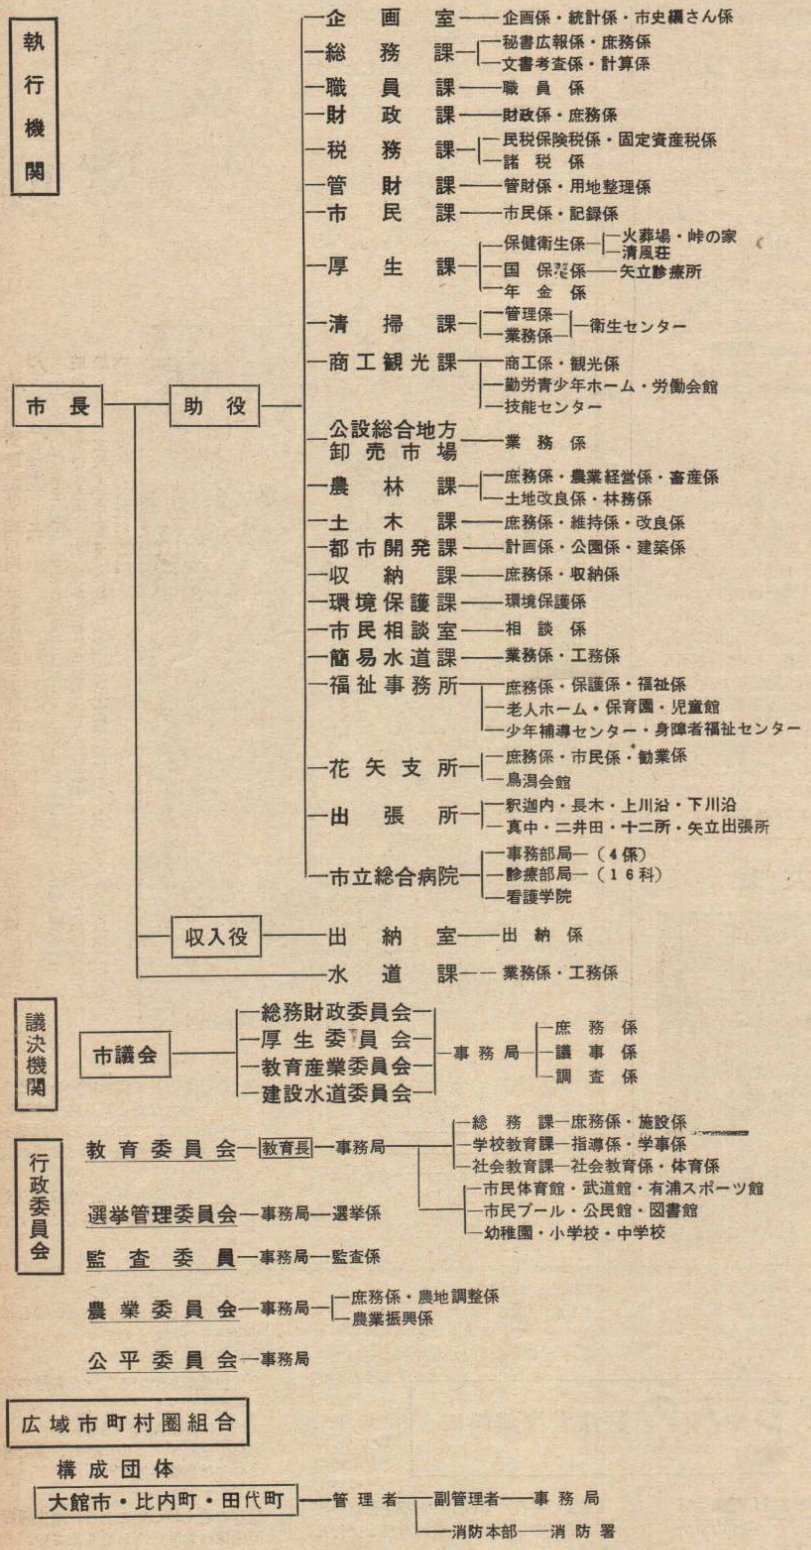 執行機関
企画室 企画係・統計係・市史編さん係
総務課 秘書広報係・庶務係
文書考査係・計算係
職員課 職員係
財政課 財政係・庶務係
税務課 民税保険税係・固定資産税係
諸税係
管財課 管財係・用地整理係
市民課 市民係・記録係
厚生課 保健衛生係 火葬場・峠の家
清風荘
国保係 矢立診療所
年金係
清掃課 管理係
業務係 衛生センター
商工観光課 商工係・観光係
勤労青少年ホーム・労働会館
技能センター
市長 助役
公設総合地方
卸売市場 業務係
農林課 庶務係・農業経営係・畜産係
土地改良係・林務係
土木課 庶務係・維持係・改良係
都市開発課 計画係・公園係・建築係
収納課 庶務係・収納係
環境保護課 環境保護係
市民相談室 相談係
簡易水道課 業務係・工務係
福祉事務所 庶務係・保護係・福祉係
老人ホーム・保育園・児童館
少年補導センター・身障者福祉センター
花矢支所 庶務係・市民係・勧業係
鳥潟会館
出張所 釈迦内・長木・上川沿・下川沿
真中・二井田・十二所・矢立出張所
市立総合病院 事務部局 (4係)
診療部局 (16科)
看護学院
収入役 出納室 出納係
水道課 業務係・工務係
議決機関
市議会
総務財政委員会
厚生委員会
教育産業委員会
建設水道委員会
事務局
庶務係
議事係
調査係
行政委員会
教育委員会 教育長 事務局
総務課 庶務係・施設係
学校教育課 指導係・学事係
社会教育課 社会教育係・体育係
市民体育館・武道館・有浦スポーツ館
市民プール・公民館・図書館
幼稚園・小学校・中学校
選挙管理委員会 事務局 選挙係
監査委員 事務局 監査係
農業委員会 事務局 庶務係・農地調整係
農業振興係
公平委員会 事務局
広域市町村圏組合
構成団体
大館市・比内町・田代町 管理者 副管理者 事務局
消防本部 消防署